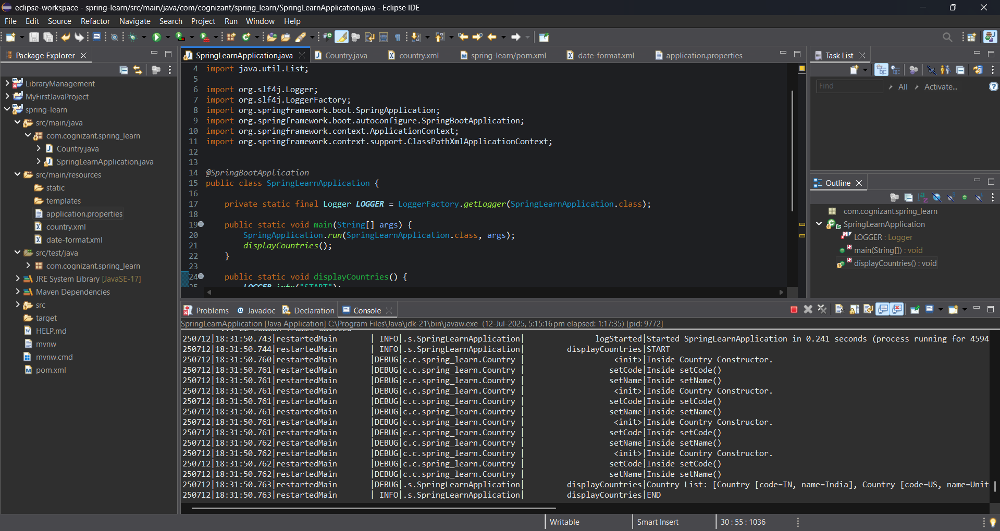 eclipse-workspace - spring-learn/src/main/java/com/cognizant/spring_learn/SpringLearnApplication.java - Eclipse IDE
File Edit Source Refactor Navigate Search Project Run Window Help
Package Explorer
LibraryManagement
MyFirstJavaProject
spring-learn
src/main/java
com.cognizant.spring_learn
Country.java
SpringLearnApplication.java
src/main/resources
static
templates
application.properties
country.xml
date-format.xml
src/test/java
com.cognizant.spring_learn
JRE System Library [JavaSE-17]
Maven Dependencies
src
target
HELP.md
mvnw
mvnw.cmd
pom.xml
SpringLearnApplication.java Country.java country.xml spring-learn/pom.xml date-format.xml application.properties
4 import java.util.List;
5
6 import org.slf4j.Logger;
7 import org.slf4j.LoggerFactory;
8 import org.springframework.boot.SpringApplication;
9 import org.springframework.boot.autoconfigure.SpringBootApplication;
10 import org.springframework.context.ApplicationContext;
11 import org.springframework.context.support.ClassPathXmlApplicationContext;
12
13
14 @SpringBootApplication
15 public class SpringLearnApplication {
16
17 private static final Logger LOGGER = LoggerFactory.getLogger(SpringLearnApplication.class);
18
19 public static void main(String[] args) {
20 SpringApplication.run(SpringLearnApplication.class, args);
21 displayCountries();
22 }
23
24 public static void displayCountries() {
25 LOGGER.info("START");
Task List
Find All Activate...
Outline
com.cognizant.spring_learn
SpringLearnApplication
LOGGER : Logger
main(String[]) : void
displayCountries() : void
Problems Javadoc Declaration Console
SpringLearnApplication [Java Application] C:\Program Files\Java\jdk-21\bin\javaw.exe (12-Jul-2025, 5:15:16 pm elapsed: 1:17:35) [pid: 9772]
... 22 common frames omitted
250712|18:31:50.743|restartedMain | INFO|.s.SpringLearnApplication| logStarted|Started SpringLearnApplication in 0.241 seconds (process running for 4594
250712|18:31:50.744|restartedMain | INFO|.s.SpringLearnApplication| displayCountries|START
250712|18:31:50.760|restartedMain |DEBUG|c.c.spring_learn.Country | <init>|Inside Country Constructor.
250712|18:31:50.761|restartedMain |DEBUG|c.c.spring_learn.Country | setCode|Inside setCode()
250712|18:31:50.761|restartedMain |DEBUG|c.c.spring_learn.Country | setName|Inside setName()
250712|18:31:50.761|restartedMain |DEBUG|c.c.spring_learn.Country | <init>|Inside Country Constructor.
250712|18:31:50.761|restartedMain |DEBUG|c.c.spring_learn.Country | setCode|Inside setCode()
250712|18:31:50.761|restartedMain |DEBUG|c.c.spring_learn.Country | setName|Inside setName()
250712|18:31:50.761|restartedMain |DEBUG|c.c.spring_learn.Country | <init>|Inside Country Constructor.
250712|18:31:50.761|restartedMain |DEBUG|c.c.spring_learn.Country | setCode|Inside setCode()
250712|18:31:50.762|restartedMain |DEBUG|c.c.spring_learn.Country | setName|Inside setName()
250712|18:31:50.762|restartedMain |DEBUG|c.c.spring_learn.Country | <init>|Inside Country Constructor.
250712|18:31:50.762|restartedMain |DEBUG|c.c.spring_learn.Country | setCode|Inside setCode()
250712|18:31:50.762|restartedMain |DEBUG|c.c.spring_learn.Country | setName|Inside setName()
250712|18:31:50.763|restartedMain |DEBUG|.s.SpringLearnApplication| displayCountries|Country List: [Country [code=IN, name=India], Country [code=US, name=Unit
250712|18:31:50.763|restartedMain | INFO|.s.SpringLearnApplication| displayCountries|END
Writable Smart Insert 30 : 55 : 1036